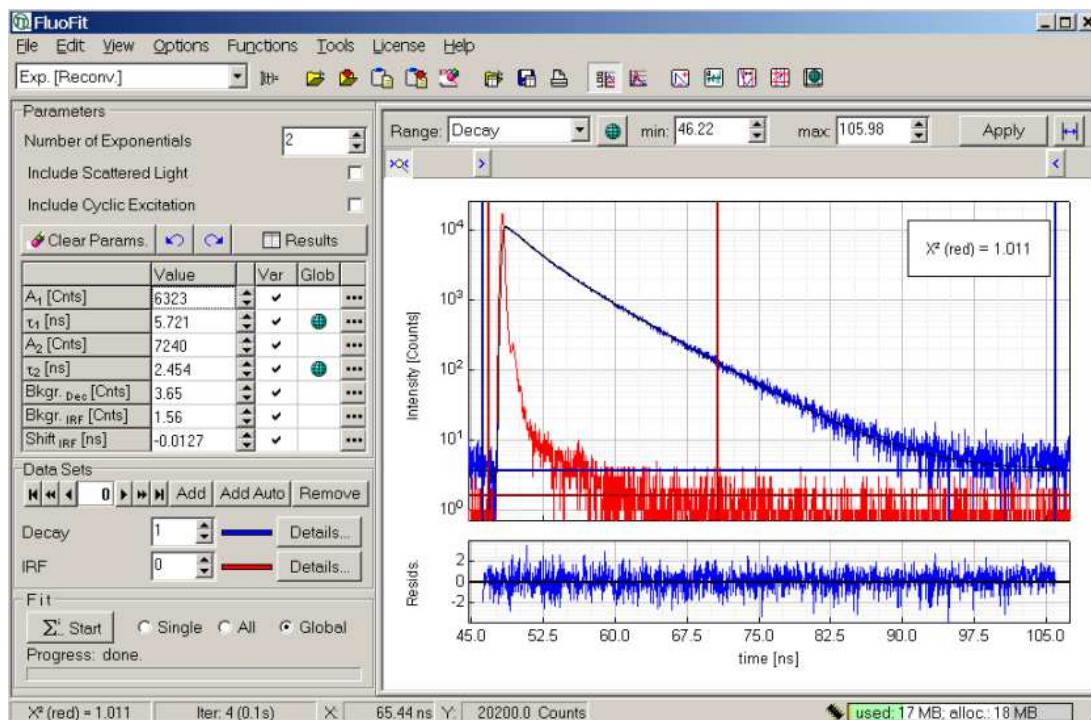 FluoFit
File Edit View Options Functions Tools License Help
Exp. [Reconv.] I(t)=
Parameters
Number of Exponentials 2
Include Scattered Light
Include Cyclic Excitation
Clear Params. Results
Value Var Glob
A1 [Cnts] 6323
τ1 [ns] 5.721
A2 [Cnts] 7240
τ2 [ns] 2.454
Bkgr. Dec [Cnts] 3.65
Bkgr. IRF [Cnts] 1.56
Shift IRF [ns] -0.0127
Data Sets
0 Add Add Auto Remove
Decay 1 Details...
IRF 0 Details...
Fit
Σ Start Single All Global
Progress: done.
Range: Decay min: 46.22 max: 105.98 Apply
X² (red) = 1.011
Intensity [Counts]
10⁴
10³
10²
10¹
10⁰
Resids.
2
0
-2
45.0 52.5 60.0 67.5 75.0 82.5 90.0 97.5 105.0
time [ns]
X² (red) = 1.011 Iter: 4 (0.1s) X: 65.44 ns Y: 20200.0 Counts used: 17 MB; alloc.: 18 MB